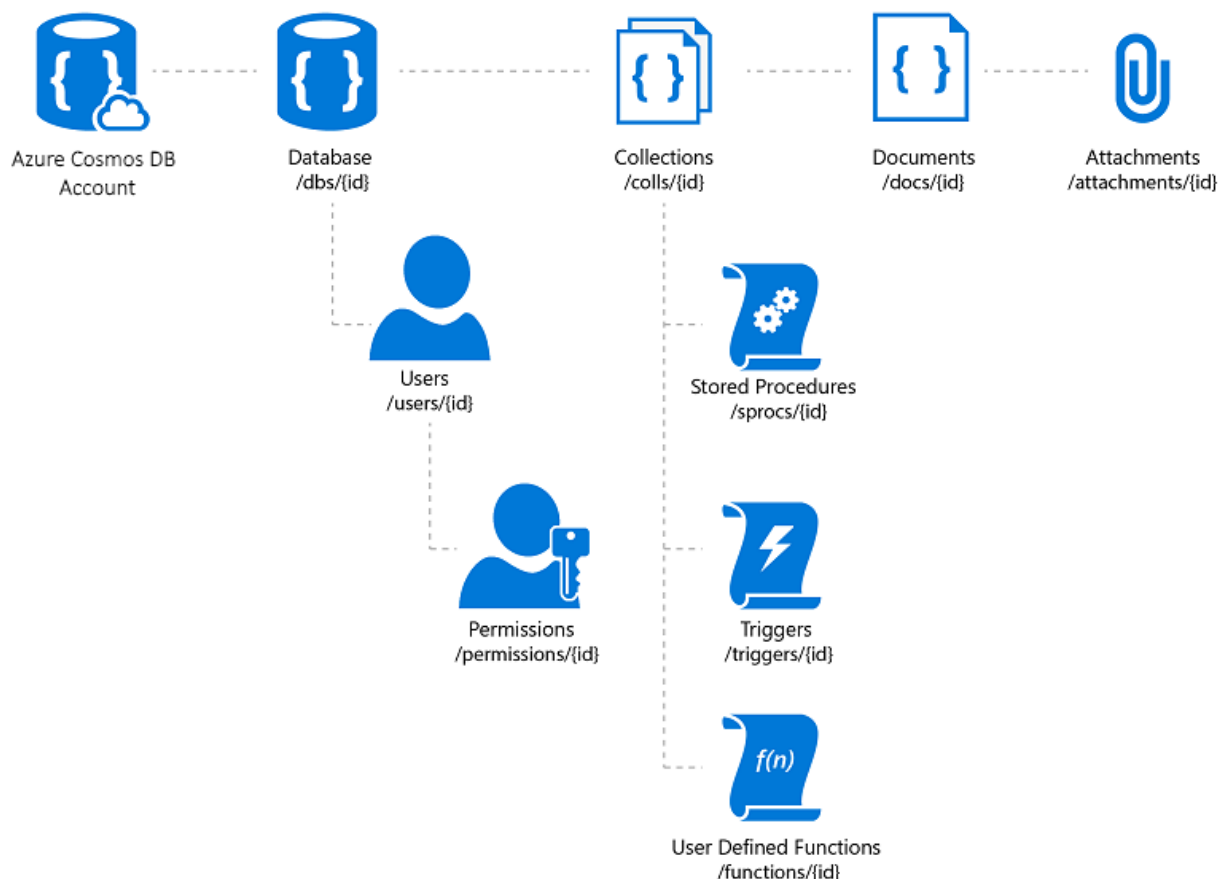 { }
{ }
{ }
{ }
Azure Cosmos DB
Account
Database
/dbs/{id}
Collections
/colls/{id}
Documents
/docs/{id}
Attachments
/attachments/{id}
Users
/users/{id}
Stored Procedures
/sprocs/{id}
Permissions
/permissions/{id}
Triggers
/triggers/{id}
f(n)
User Defined Functions
/functions/{id}